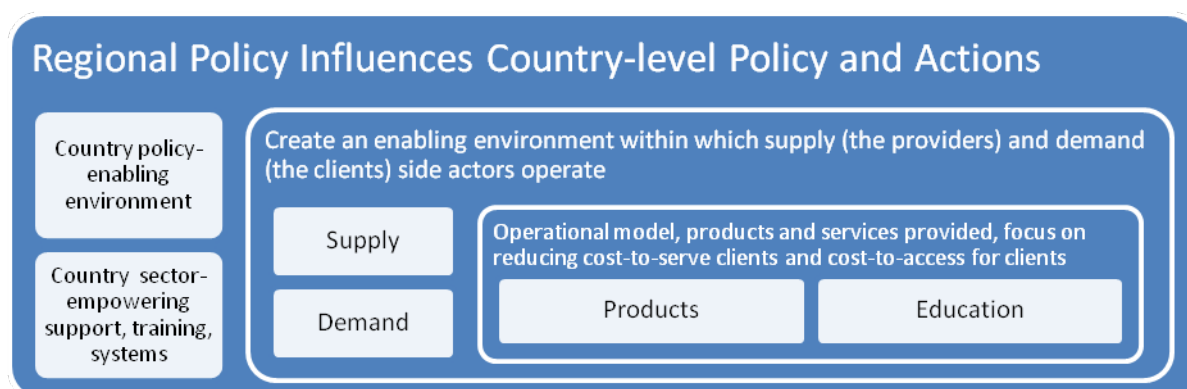 Regional Policy Influences Country-level Policy and Actions
Country policy-
enabling
environment
Country sector-
empowering
support, training,
systems
Create an enabling environment within which supply (the providers) and demand
(the clients) side actors operate
Supply
Demand
Operational model, products and services provided, focus on
reducing cost-to-serve clients and cost-to-access for clients
Products
Education